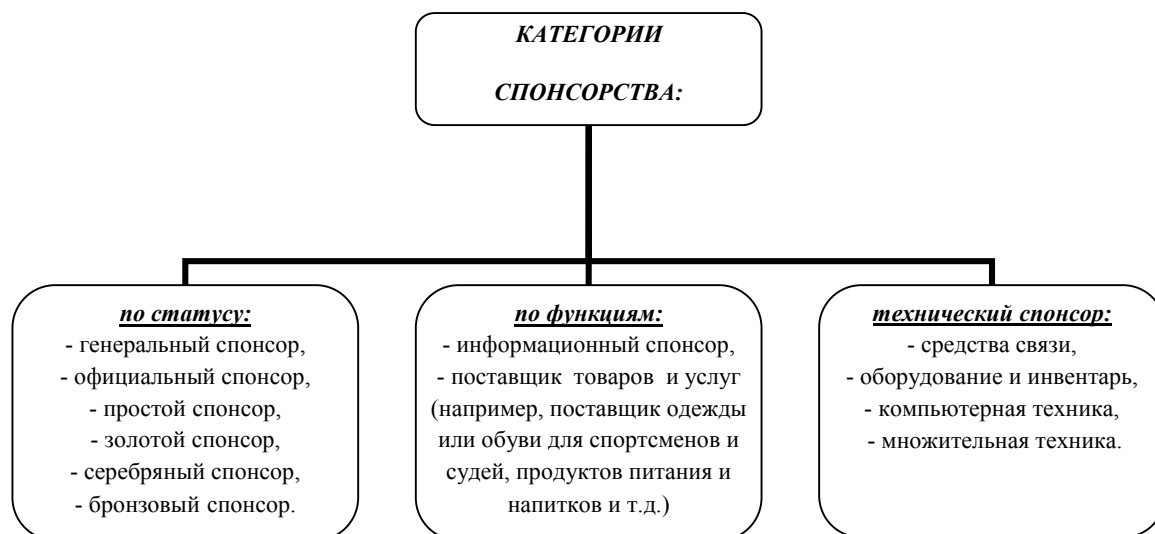 КАТЕГОРИИ
СПОНСОРСТВА:
по статусу:
- генеральный спонсор,
- официальный спонсор,
- простой спонсор,
- золотой спонсор,
- серебряный спонсор,
- бронзовый спонсор.
по функциям:
- информационный спонсор,
- поставщик товаров и услуг
(например, поставщик одежды
или обуви для спортсменов и
судей, продуктов питания и
напитков и т.д.)
технический спонсор:
- средства связи,
- оборудование и инвентарь,
- компьютерная техника,
- множительная техника.